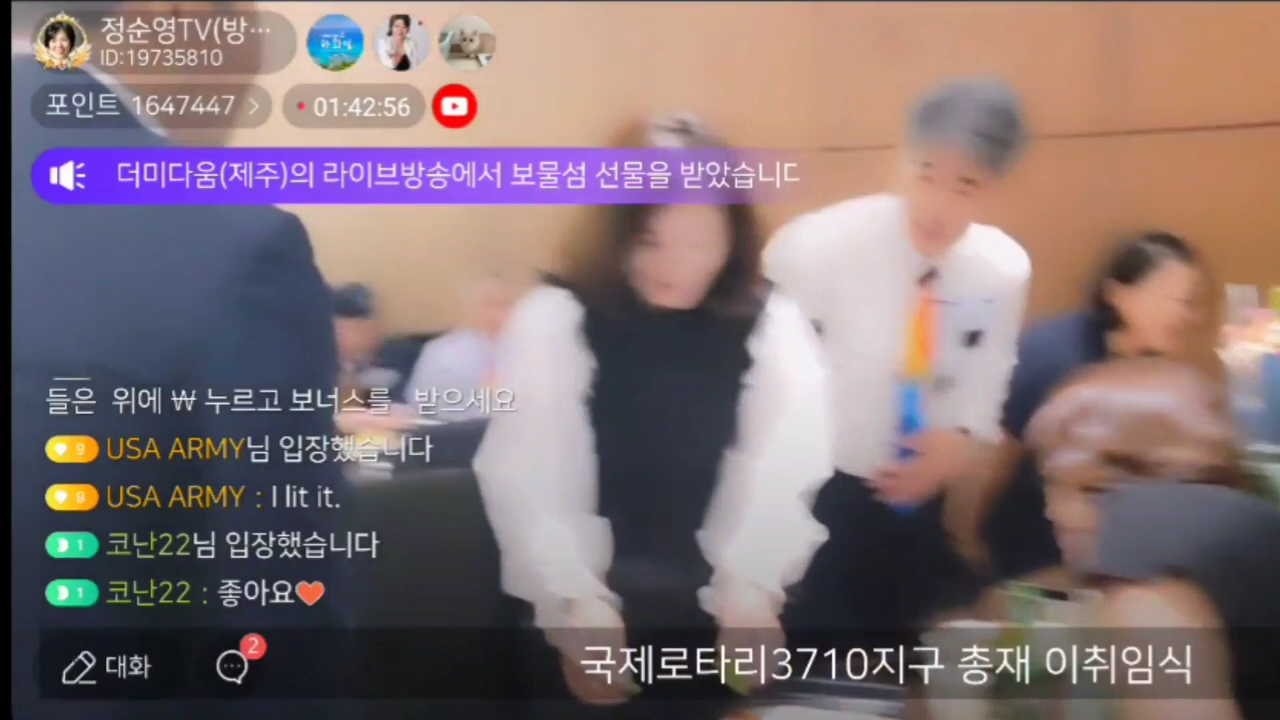 정순영TV(방···
ID:19735810
포인트 1647447 >
01:42:56
더미다움(제주)의 라이브방송에서 보물섬 선물을 받았습니다
들은 위에 ₩ 누르고 보너스를 받으세요
9 USA ARMY님 입장했습니다
9 USA ARMY : I lit it.
1 코난22님 입장했습니다
1 코난22 : 좋아요❤
대화
2
국제로타리3710지구 총재 이취임식